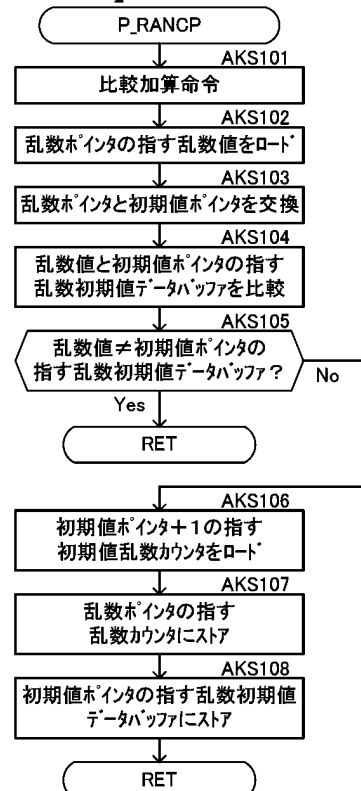 P_RANCP
AKS101
比較加算命令
AKS102
乱数ﾎﾟｲﾝﾀの指す乱数値をﾛｰﾄﾞ
AKS103
乱数ﾎﾟｲﾝﾀと初期値ﾎﾟｲﾝﾀを交換
AKS104
乱数値と初期値ﾎﾟｲﾝﾀの指す
乱数初期値ﾃﾞｰﾀﾊﾞｯﾌｧを比較
AKS105
乱数値≠初期値ﾎﾟｲﾝﾀの
指す乱数初期値ﾃﾞｰﾀﾊﾞｯﾌｧ？
No
Yes
RET
AKS106
初期値ﾎﾟｲﾝﾀ＋１の指す
初期値乱数ｶｳﾝﾀをﾛｰﾄﾞ
AKS107
乱数ﾎﾟｲﾝﾀの指す
乱数ｶｳﾝﾀにｽﾄｱ
AKS108
初期値ﾎﾟｲﾝﾀの指す乱数初期値
ﾃﾞｰﾀﾊﾞｯﾌｧにｽﾄｱ
RET